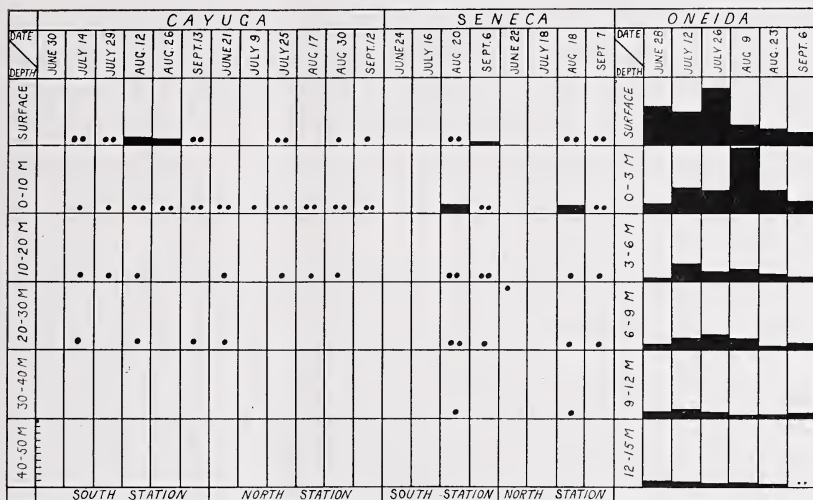 CAYUGA SENECA ONEIDA
DATE JUNE 30 JULY 14 JULY 29 AUG. 12 AUG. 26 SEPT. 13 JUNE 21 JULY 9 JULY 25 AUG 17 AUG 30 SEPT. 12 JUNE 24 JULY 16 AUG 20 SEPT. 6 JUNE 22 JULY 18 AUG 18 SEPT. 7 DATE JUNE 28 JULY 12 JULY 26 AUG 9 AUG. 23 SEPT. 6
DEPTH DEPTH
SURFACE SURFACE
0-10 M 0-3 M
10-20 M 3-6 M
20-30 M 6-9 M
30-40 M 9-12 M
40-50 M 12-15 M
SOUTH STATION NORTH STATION SOUTH STATION NORTH STATION